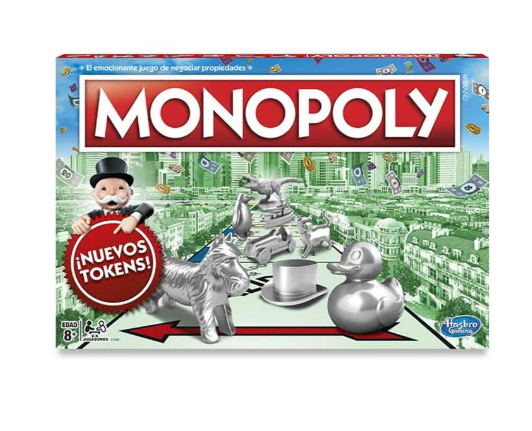 El emocionante juego de negociar propiedades
MONOPOLY
¡NUEVOS
TOKENS!
EDAD
8+
JUGADORES
Hasbro
Gaming